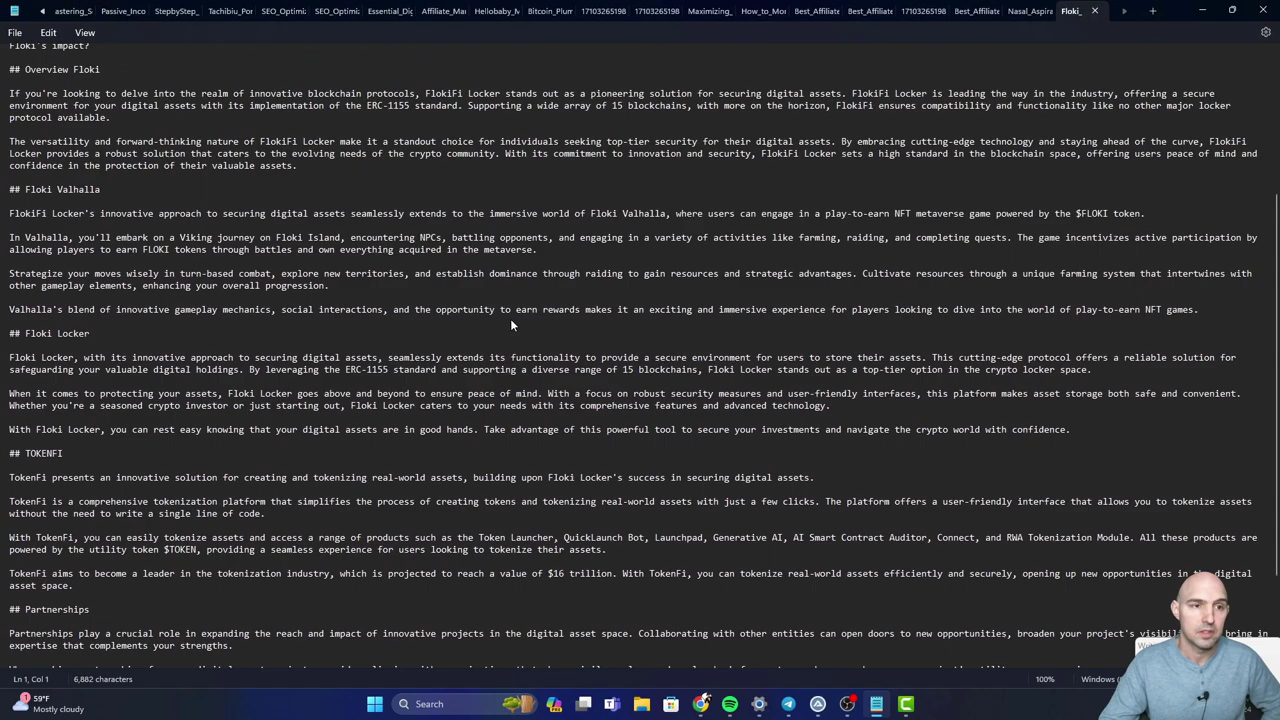 astering_S
Passive_Inco
StepbyStep_
Tachibiu_Por
SEO_Optimiz
SEO_Optimi:
Essential_Dig
Affiliate_Mar
Hellobaby_N
Bitcoin_Plum
17103265198
17103265198
Maximizing_
How_to_Mon
Best_Affiliate
Best_Affiliate
17103265198
Best_Affiliate
Nasal_Aspira
Floki_
File Edit View
Floki's impact?
## Overview Floki
If you're looking to delve into the realm of innovative blockchain protocols, FlokiFi Locker stands out as a pioneering solution for securing digital assets. FlokiFi Locker is leading the way in the industry, offering a secure
environment for your digital assets with its implementation of the ERC-1155 standard. Supporting a wide array of 15 blockchains, with more on the horizon, FlokiFi ensures compatibility and functionality like no other major locker
protocol available.
The versatility and forward-thinking nature of FlokiFi Locker make it a standout choice for individuals seeking top-tier security for their digital assets. By embracing cutting-edge technology and staying ahead of the curve, FlokiFi
Locker provides a robust solution that caters to the evolving needs of the crypto community. With its commitment to innovation and security, FlokiFi Locker sets a high standard in the blockchain space, offering users peace of mind and
confidence in the protection of their valuable assets.
## Floki Valhalla
FlokiFi Locker's innovative approach to securing digital assets seamlessly extends to the immersive world of Floki Valhalla, where users can engage in a play-to-earn NFT metaverse game powered by the $FLOKI token.
In Valhalla, you'll embark on a Viking journey on Floki Island, encountering NPCs, battling opponents, and engaging in a variety of activities like farming, raiding, and completing quests. The game incentivizes active participation by
allowing players to earn FLOKI tokens through battles and own everything acquired in the metaverse.
Strategize your moves wisely in turn-based combat, explore new territories, and establish dominance through raiding to gain resources and strategic advantages. Cultivate resources through a unique farming system that intertwines with
other gameplay elements, enhancing your overall progression.
Valhalla's blend of innovative gameplay mechanics, social interactions, and the opportunity to earn rewards makes it an exciting and immersive experience for players looking to dive into the world of play-to-earn NFT games.
## Floki Locker
Floki Locker, with its innovative approach to securing digital assets, seamlessly extends its functionality to provide a secure environment for users to store their assets. This cutting-edge protocol offers a reliable solution for
safeguarding your valuable digital holdings. By leveraging the ERC-1155 standard and supporting a diverse range of 15 blockchains, Floki Locker stands out as a top-tier option in the crypto locker space.
When it comes to protecting your assets, Floki Locker goes above and beyond to ensure peace of mind. With a focus on robust security measures and user-friendly interfaces, this platform makes asset storage both safe and convenient.
Whether you're a seasoned crypto investor or just starting out, Floki Locker caters to your needs with its comprehensive features and advanced technology.
With Floki Locker, you can rest easy knowing that your digital assets are in good hands. Take advantage of this powerful tool to secure your investments and navigate the crypto world with confidence.
## TOKENFI
TokenFi presents an innovative solution for creating and tokenizing real-world assets, building upon Floki Locker's success in securing digital assets.
TokenFi is a comprehensive tokenization platform that simplifies the process of creating tokens and tokenizing real-world assets with just a few clicks. The platform offers a user-friendly interface that allows you to tokenize assets
without the need to write a single line of code.
With TokenFi, you can easily tokenize assets and access a range of products such as the Token Launcher, QuickLaunch Bot, Launchpad, Generative AI, AI Smart Contract Auditor, Connect, and RWA Tokenization Module. All these products are
powered by the utility token $TOKEN, providing a seamless experience for users looking to tokenize their assets.
TokenFi aims to become a leader in the tokenization industry, which is projected to reach a value of $16 trillion. With TokenFi, you can tokenize real-world assets efficiently and securely, opening up new opportunities in the digital
asset space.
## Partnerships
Partnerships play a crucial role in expanding the reach and impact of innovative projects in the digital asset space. Collaborating with other entities can open doors to new opportunities, broaden your project's visibil bring in
expertise that complements your strengths.
Ln 1, Col 1
6,882 characters
100%
Windows (
59°F
Mostly cloudy
Search